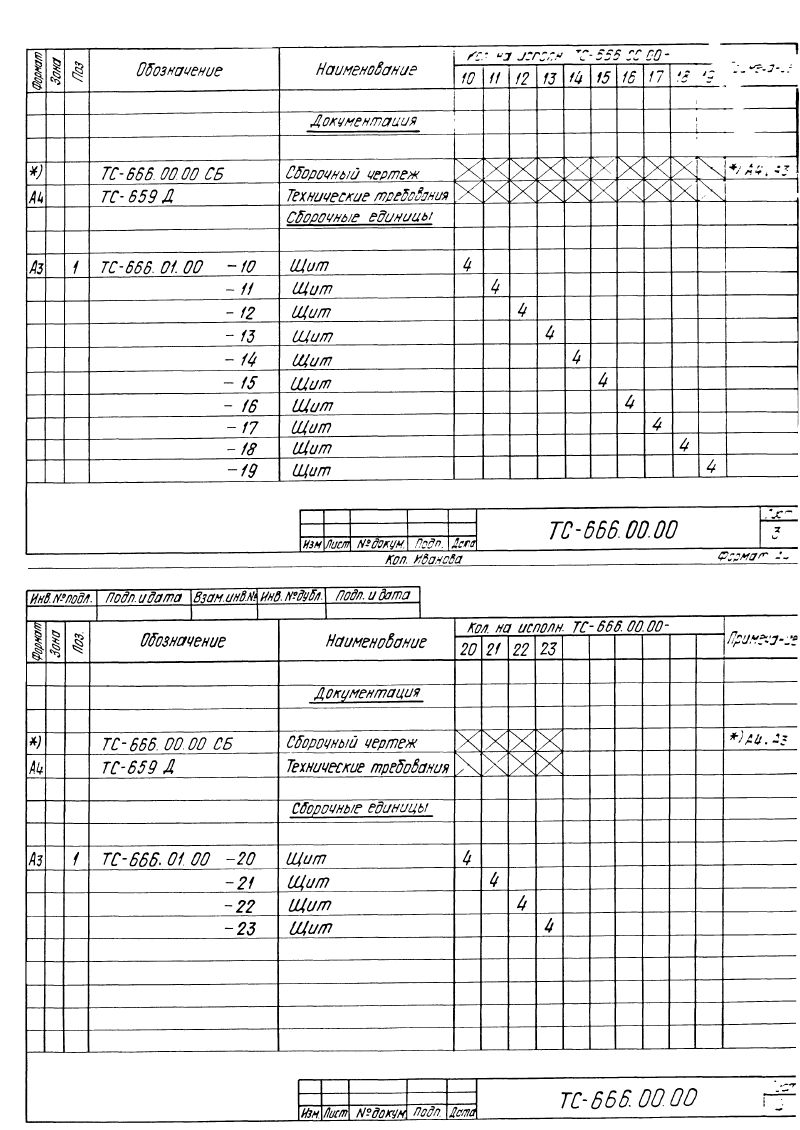 Формат Зона Поз Обозначение Наименование Кол. на исполн. ТС-666.00.00-
10 11 12 13 14 15 16 17 18 19
Документация
*) ТС-666.00.00 СБ Сборочный чертеж *) А4, А3
А4 ТС-659 Д Технические требования
Сборочные единицы
А3 1 ТС-666.01.00 -10 Щит 4
-11 Щит 4
-12 Щит 4
-13 Щит 4
-14 Щит 4
-15 Щит 4
-16 Щит 4
-17 Щит 4
-18 Щит 4
-19 Щит 4
ТС-666.00.00 Лист
3
Изм Лист № докум. Подп. Дата
Коп. Иванова Формат
Инв. № подл. Подп. и дата Взам. инв. № Инв. № дубл. Подп. и дата
Формат Зона Поз. Обозначение Наименование Кол. на исполн. ТС-666.00.00- Примечание
20 21 22 23
Документация
*) ТС-666.00.00 СБ Сборочный чертеж *) А4, А3
А4 ТС-659 Д Технические требования
Сборочные единицы
А3 1 ТС-666.01.00 -20 Щит 4
-21 Щит 4
-22 Щит 4
-23 Щит 4
ТС-666.00.00
Изм Лист № докум Подп. Дата